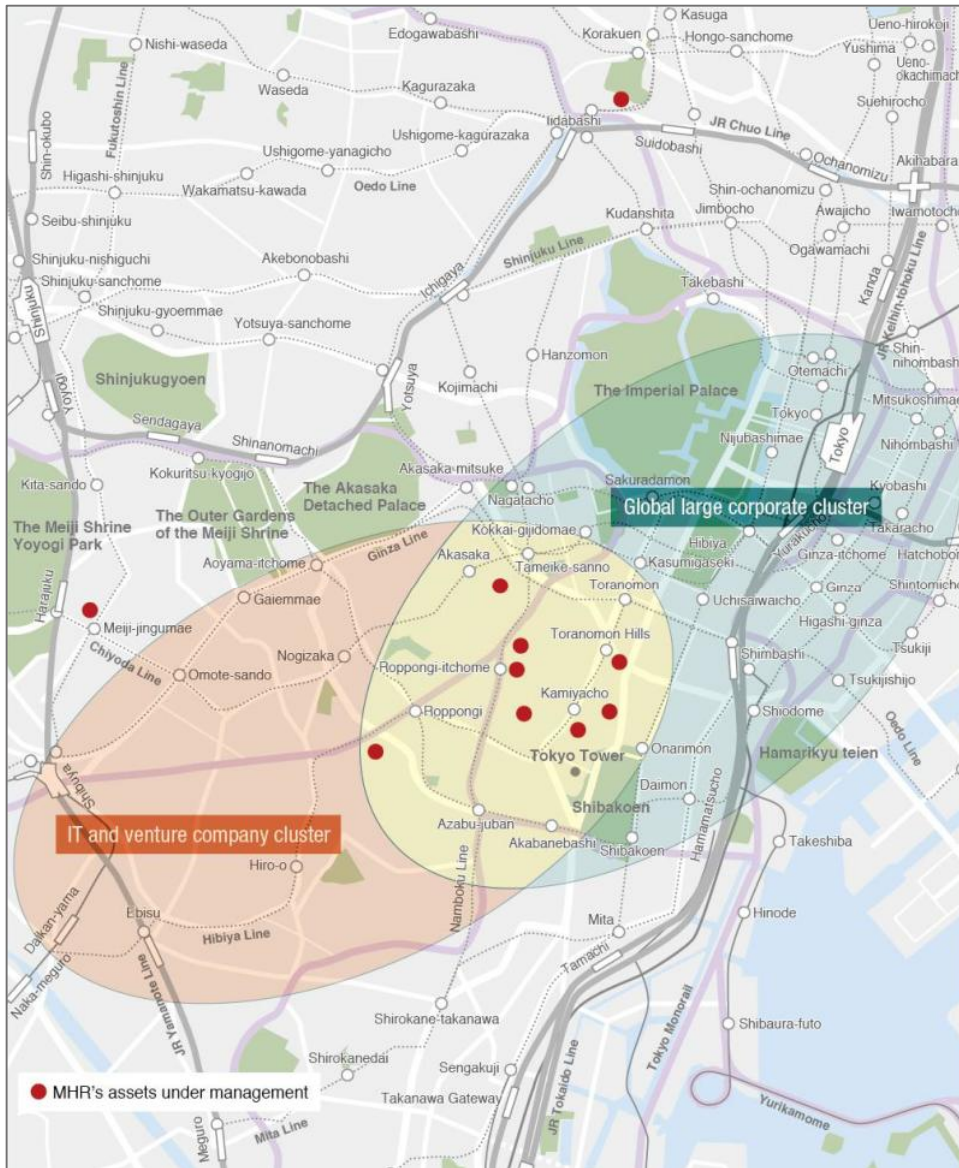 Kasuga
Ueno-hirokoji
Edogawabashi
Korakuen
Hongo-sanchome
Nishi-waseda
Yushima
Ueno-
okachimach
Waseda
Kagurazaka
Suehirocho
Fukutoshin Line
Iidabashi
JR Chuo Line
Shin-okubo
Ushigome-kagurazaka
Suidobashi
Ochanomizu
Akihabara
Ushigome-yanagicho
Higashi-shinjuku
Wakamatsu-kawada
Oedo Line
Shin-ochanomizu
Iwamotocho
Kudanshita
Jimbocho
Awajicho
Seibu-shinjuku
Ogawamachi
Shinjuku-nishiguchi
Akebonobashi
Shinjuku Line
Kanda
JR Keihin-tohoku Line
Shinjuku-sanchome
Ichigaya
Takebashi
Shinjuku
Shinjuku-gyoemmae
Yotsuya-sanchome
Hanzomon
Shin-
nihombashi
Otemachi
Yoyogi
Shinjukugyoen
Yotsuya
Kojimachi
The Imperial Palace
Mitsukoshimae
Tokyo
Tokyo
Sendagaya
Shinanomachi
Nijubashimae
Nihombashi
Kokuritsu-kyogijo
Akasaka-mitsuke
Nagatacho
Sakuradamon
Kyobashi
Kita-sando
The Akasaka
Detached Palace
Global large corporate cluster
The Meiji Shrine
Yoyogi Park
The Outer Gardens
of the Meiji Shrine
Ginza Line
Kokkai-gijidomae
Hibiya
Yurakucho
Takaracho
Aoyama-itchome
Akasaka
Tameike-sanno
Kasumigaseki
Ginza-itchome
Hatchobor
Harajuku
Gaiemmae
Toranomon
Uchisaiwaicho
Ginza
Shintomicho
Meiji-jingumae
Higashi-ginza
Chiyoda Line
Nogizaka
Toranomon Hills
Tsukiji
Omote-sando
Roppongi-itchome
Shimbashi
Kamiyacho
Tsukijishijo
Roppongi
Shiodome
Oedo Line
Shibuya
Tokyo Tower
Onarimon
Hamarikyu teien
Daimon
Hamamatsucho
Shibakoen
IT and venture company cluster
Azabu-juban
Akabanebashi
Shibakoen
Takeshiba
Hiro-o
Namboku Line
Daikan-yama
Ebisu
Hibiya Line
Mita
Hinode
Naka-meguro
Tamachi
JR Yamanote Line
Shirokane-takanawa
Tokyo Monorail
Shibaura-futo
Shirokanedai
Sengakuji
MHR's assets under management
Takanawa Gateway
JR Tokaido Line
Yurikamome
Meguro
Mita Line